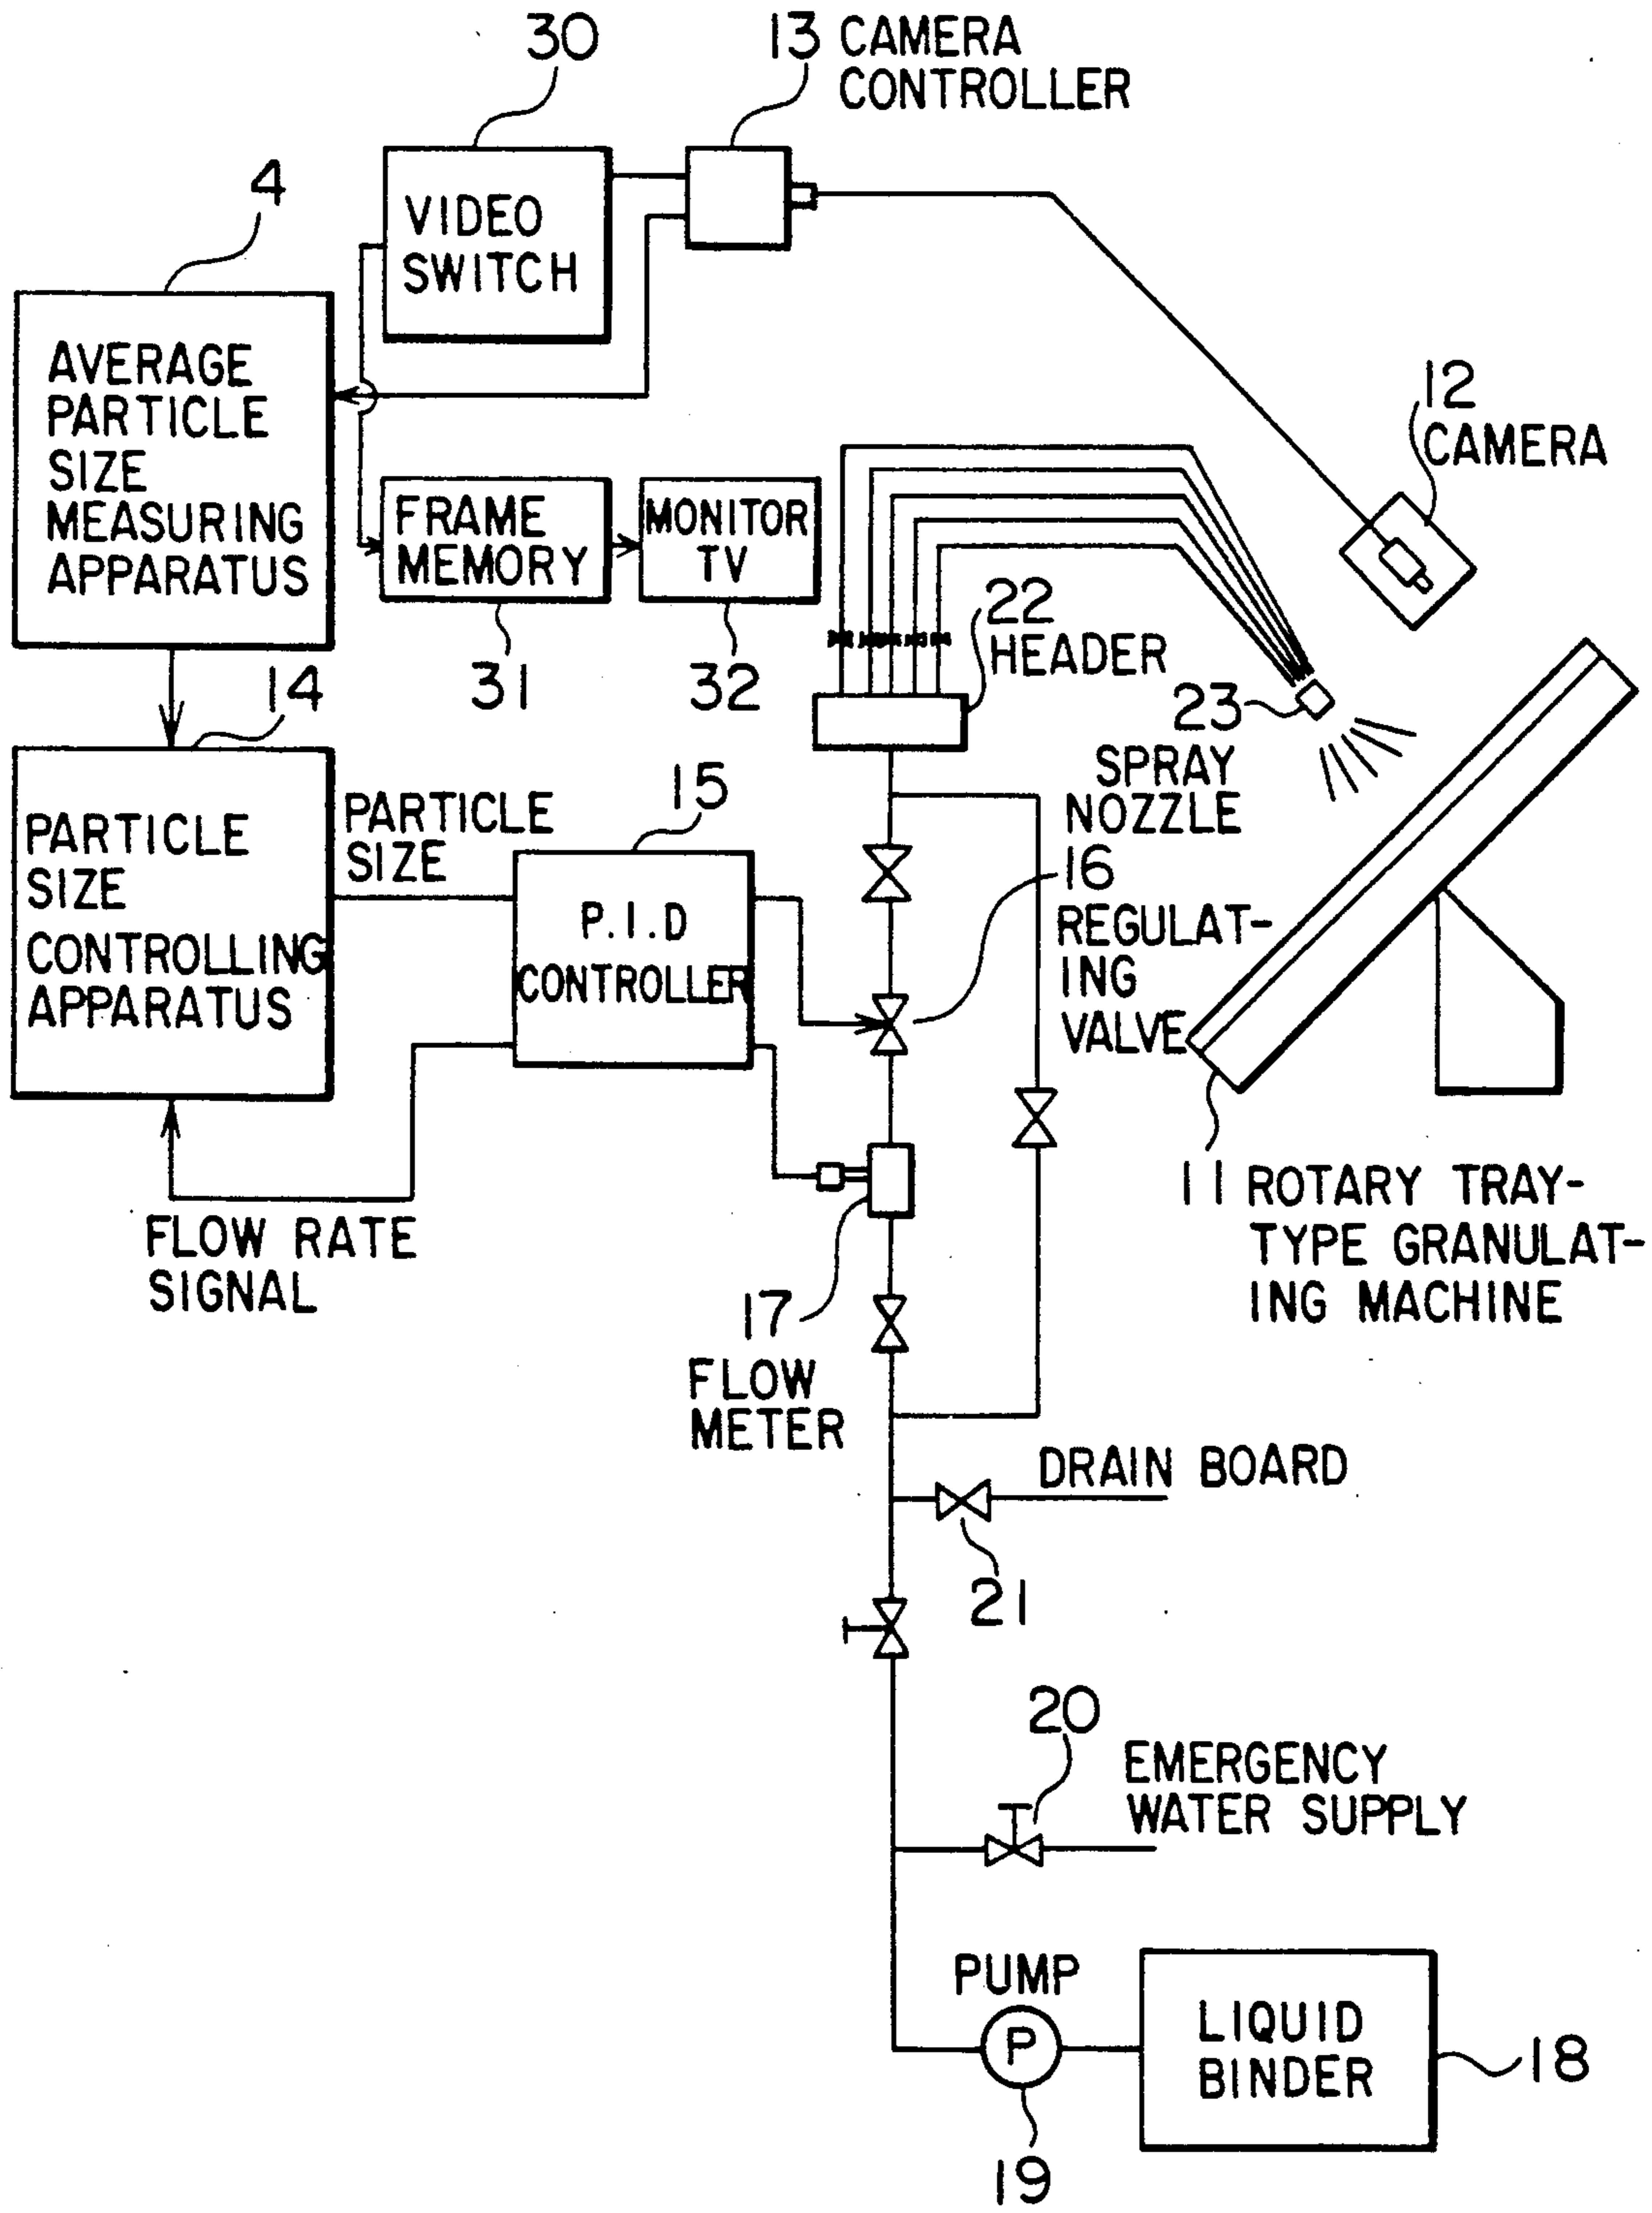 30
13 CAMERA
CONTROLLER
4
VIDEO
SWITCH
AVERAGE
PARTICLE
SIZE
MEASURING
APPARATUS
12
CAMERA
FRAME
MEMORY
MONITOR
TV
31
32
22
HEADER
23
SPRAY
NOZZLE
14
PARTICLE
SIZE
CONTROLLING
APPARATUS
PARTICLE
SIZE
15
P.I.D
CONTROLLER
16
REGULAT-
ING
VALVE
11 ROTARY TRAY-
TYPE GRANULAT-
ING MACHINE
FLOW RATE
SIGNAL
17
FLOW
METER
DRAIN BOARD
21
20
EMERGENCY
WATER SUPPLY
PUMP
P
19
LIQUID
BINDER
18